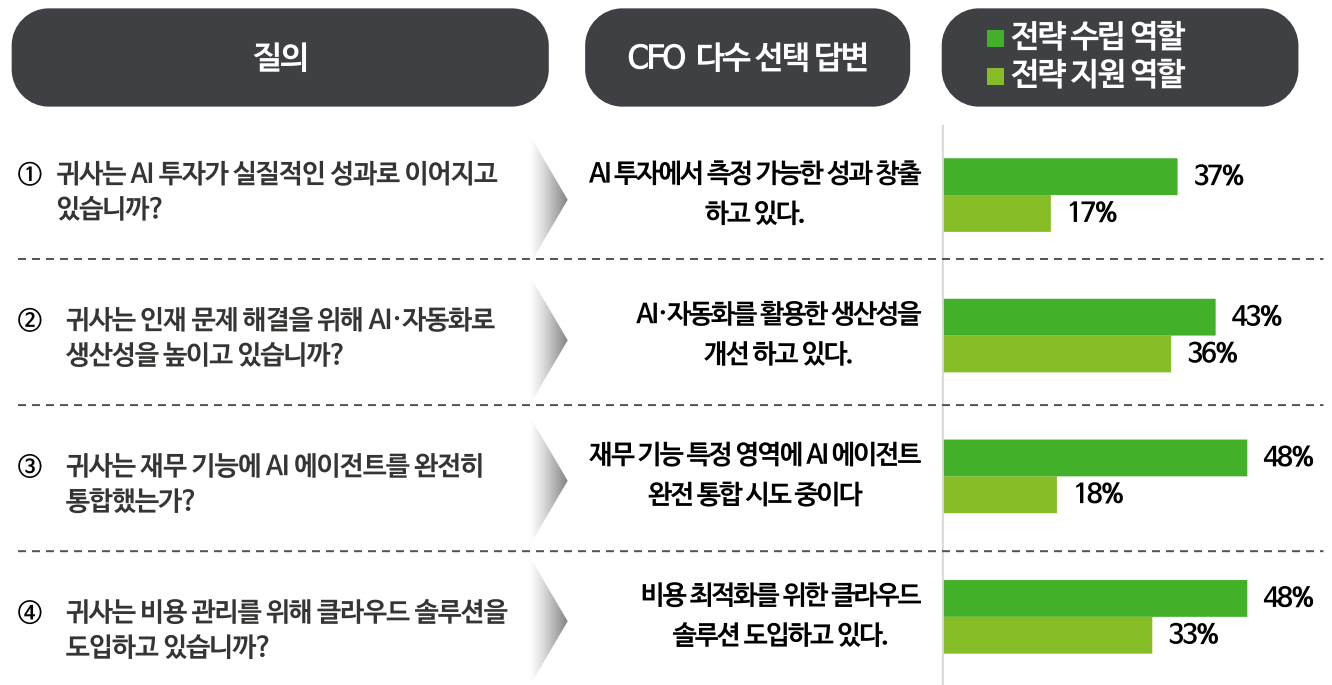 질의
CFO 다수 선택 답변
전략 수립 역할
전략 지원 역할
① 귀사는 AI 투자가 실질적인 성과로 이어지고
있습니까?
AI 투자에서 측정 가능한 성과 창출
하고 있다.
37%
17%
② 귀사는 인재 문제 해결을 위해 AI·자동화로
생산성을 높이고 있습니까?
AI·자동화를 활용한 생산성을
개선 하고 있다.
43%
36%
③ 귀사는 재무 기능에 AI 에이전트를 완전히
통합했는가?
재무 기능 특정 영역에 AI 에이전트
완전 통합 시도 중이다
48%
18%
④ 귀사는 비용 관리를 위해 클라우드 솔루션을
도입하고 있습니까?
비용 최적화를 위한 클라우드
솔루션 도입하고 있다.
48%
33%